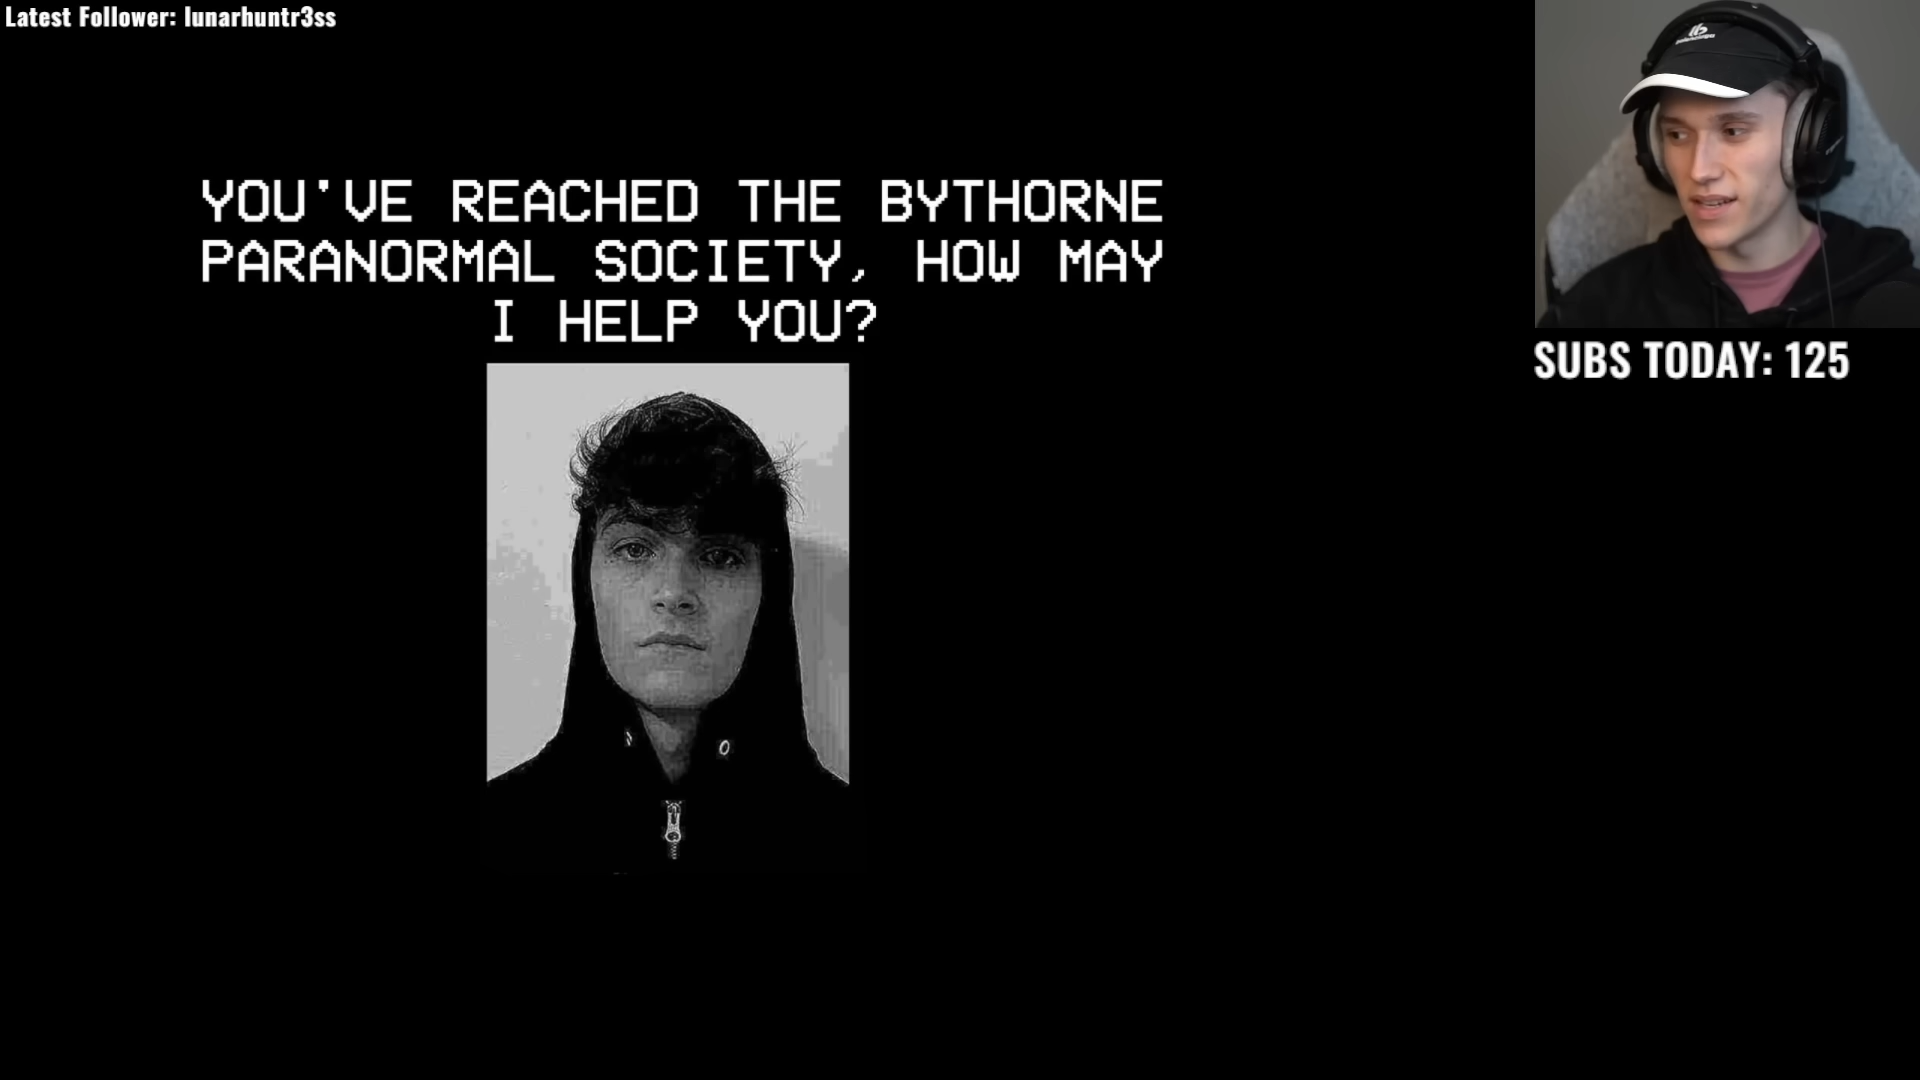 Latest Follower: lunarhuntr3ss
YOU'VE REACHED THE BYTHORNE
PARANORMAL SOCIETY, HOW MAY
I HELP YOU?
SUBS TODAY: 125